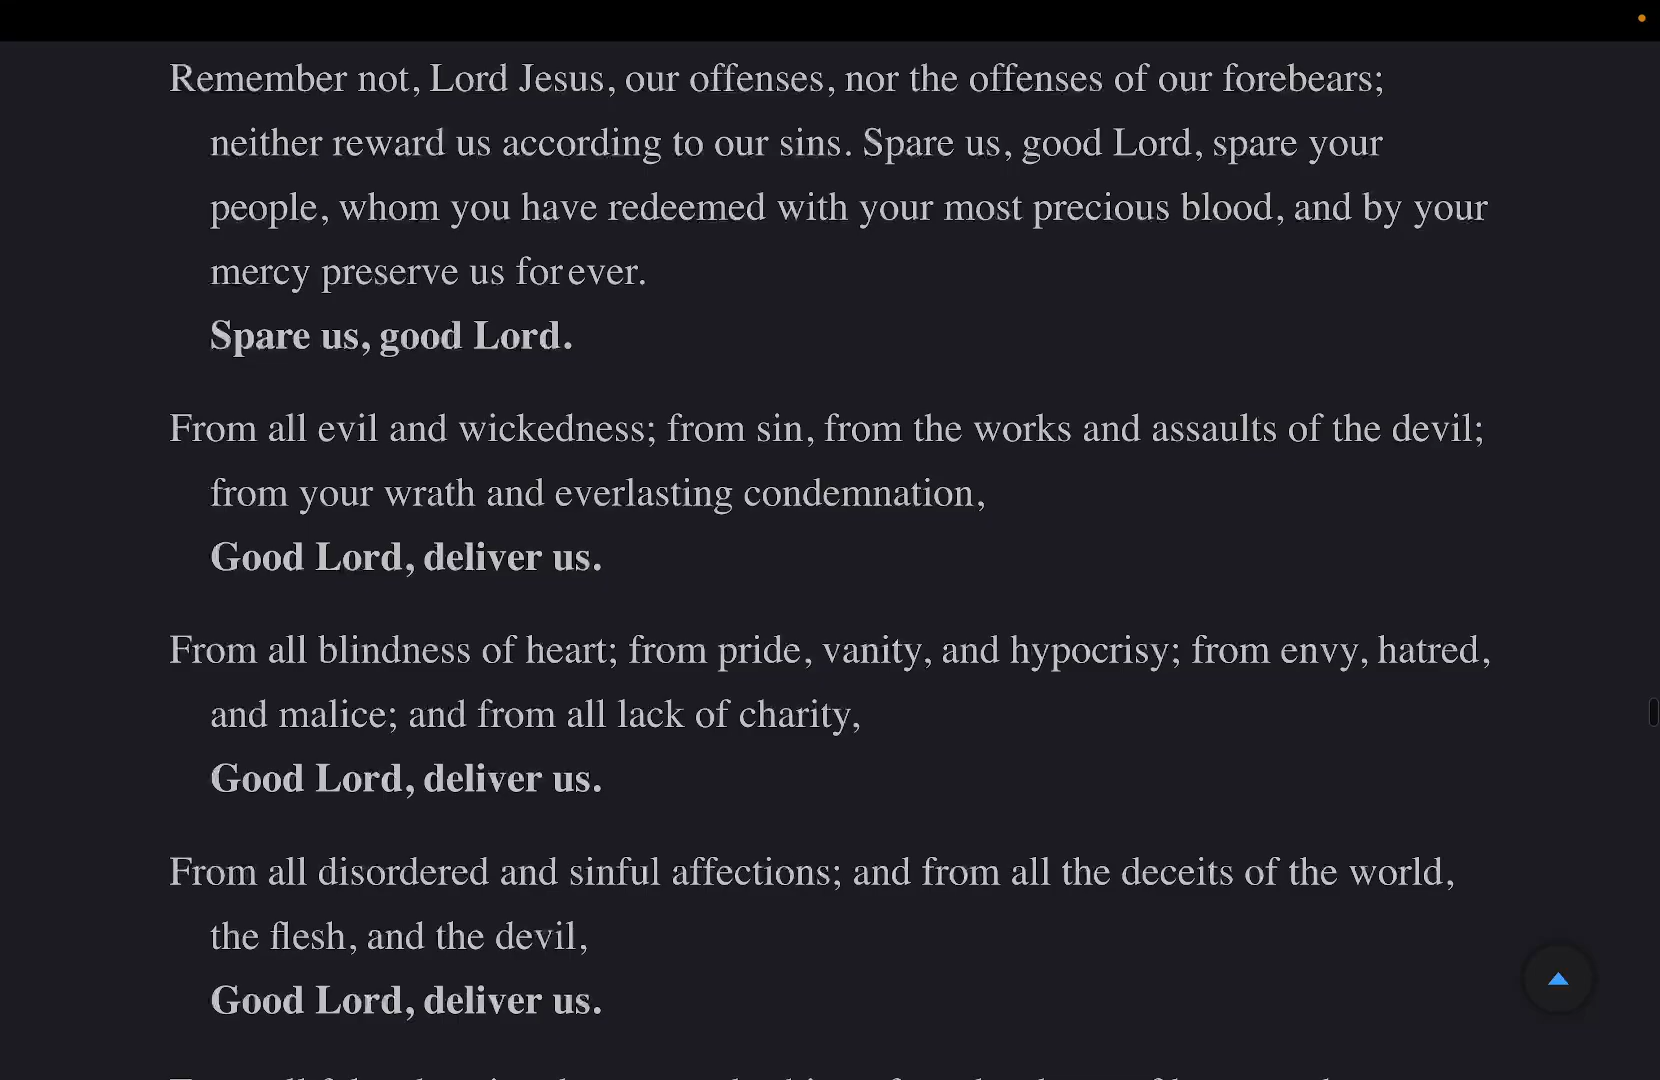 Remember not, Lord Jesus, our offenses, nor the offenses of our forebears;
neither reward us according to our sins. Spare us, good Lord, spare your
people, whom you have redeemed with your most precious blood, and by your
mercy preserve us for ever.
Spare us, good Lord.
From all evil and wickedness; from sin, from the works and assaults of the devil;
from your wrath and everlasting condemnation,
Good Lord, deliver us.
From all blindness of heart; from pride, vanity, and hypocrisy; from envy, hatred,
and malice; and from all lack of charity,
Good Lord, deliver us.
From all disordered and sinful affections; and from all the deceits of the world,
the flesh, and the devil,
Good Lord, deliver us.